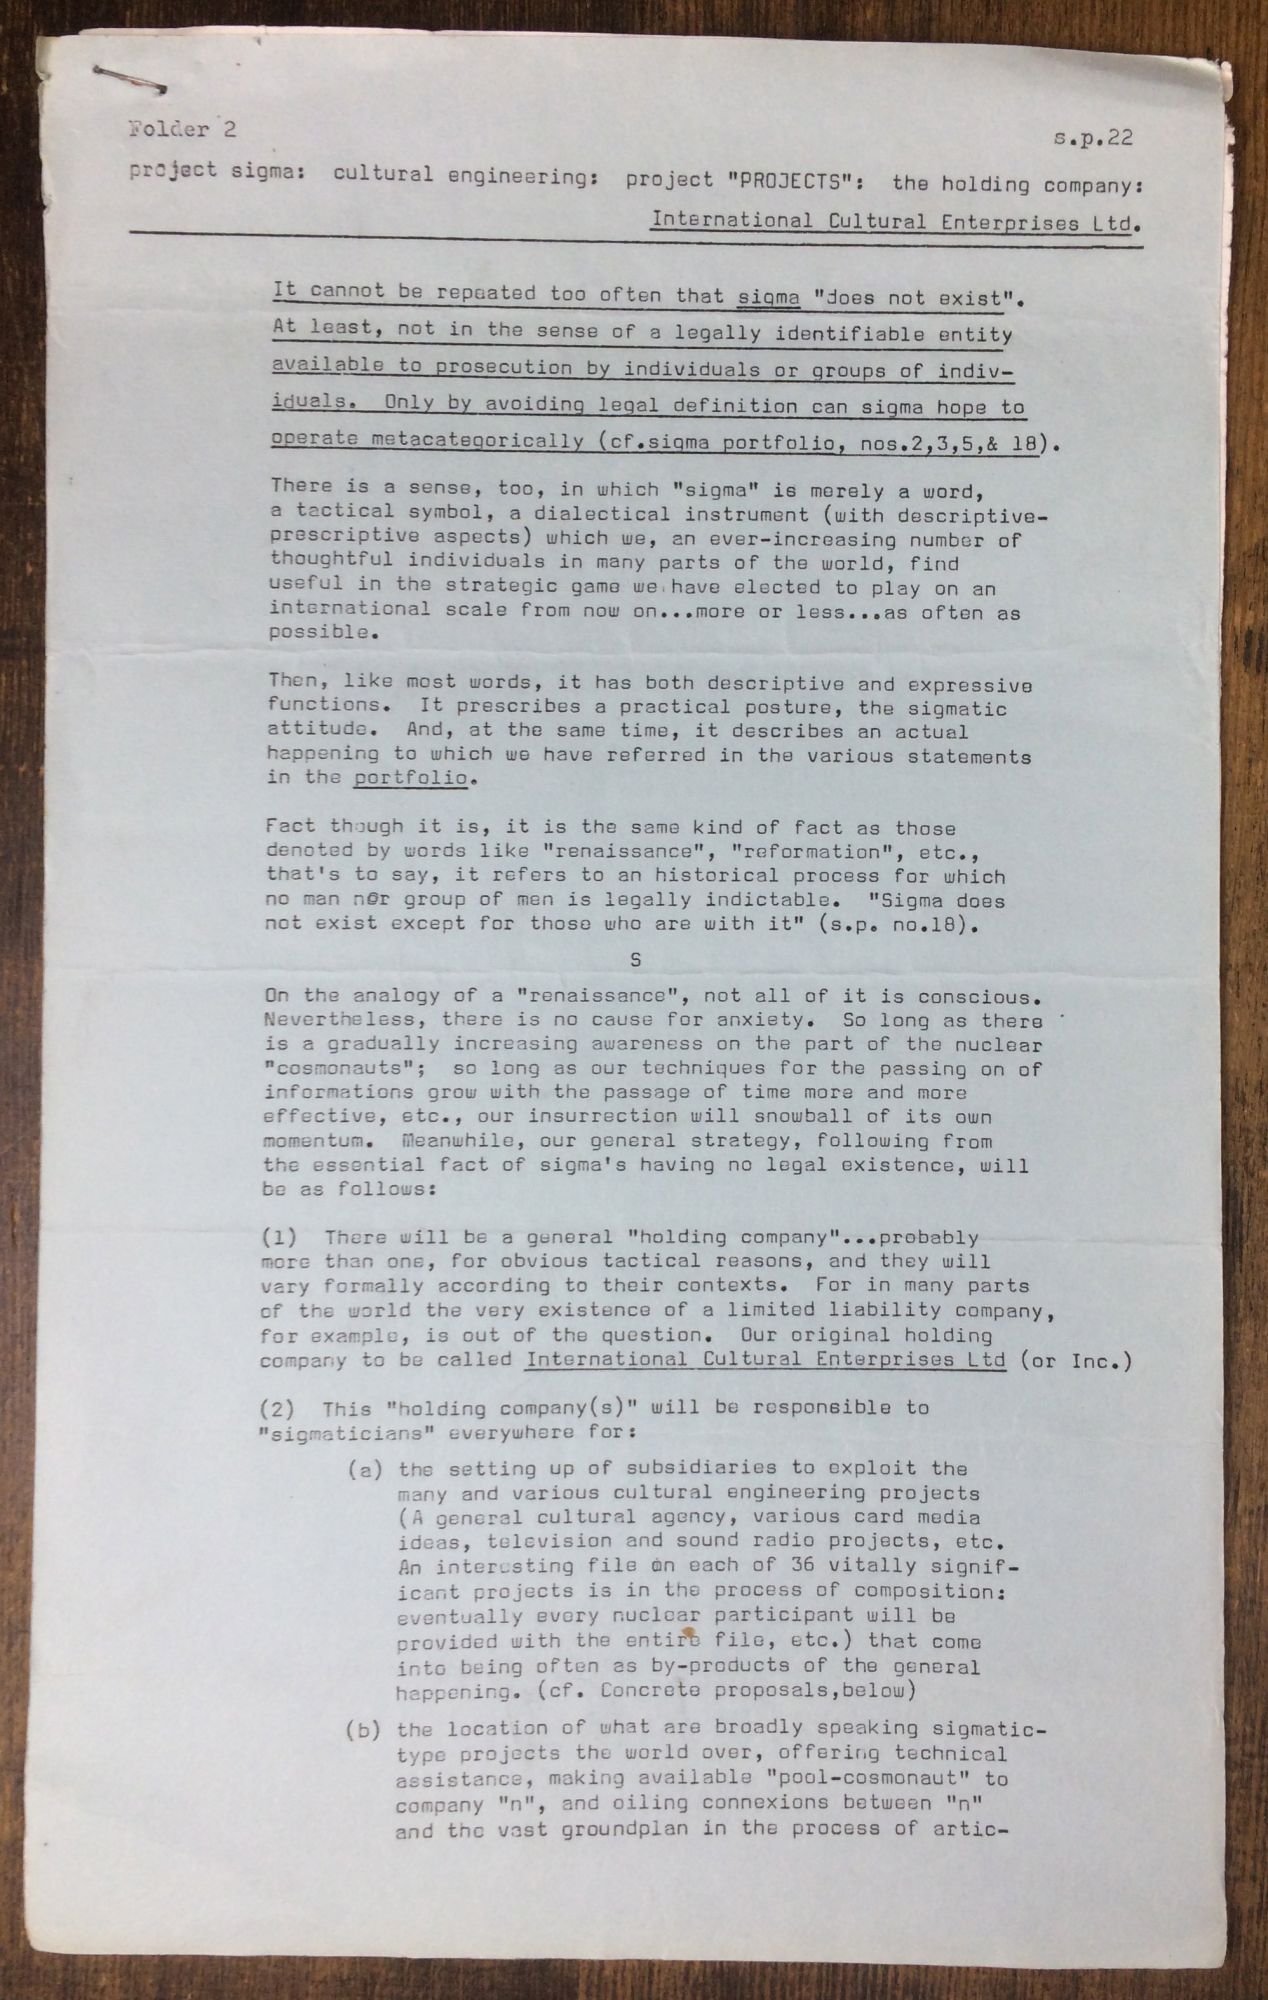 Folder 2
s.p.22
project sigma: cultural engineering: project "PROJECTS": the holding company:
International Cultural Enterprises Ltd.
It cannot be repeated too often that sigma "does not exist".
At least, not in the sense of a legally identifiable entity
available to prosecution by individuals or groups of indiv-
iduals. Only by avoiding legal definition can sigma hope to
operate metacategorically (cf.sigma portfolio, nos.2,3,5,& 18).
There is a sense, too, in which "sigma" is merely a word,
a tactical symbol, a dialectical instrument (with descriptive-
prescriptive aspects) which we, an ever-increasing number of
thoughtful individuals in many parts of the world, find
useful in the strategic game we have elected to play on an
international scale from now on...more or less...as often as
possible.
Then, like most words, it has both descriptive and expressive
functions. It prescribes a practical posture, the sigmatic
attitude. And, at the same time, it describes an actual
happening to which we have referred in the various statements
in the portfolio.
Fact though it is, it is the same kind of fact as those
denoted by words like "renaissance", "reformation", etc.,
that's to say, it refers to an historical process for which
no man nor group of men is legally indictable. "Sigma does
not exist except for those who are with it" (s.p. no.18).
S
On the analogy of a "renaissance", not all of it is conscious.
Nevertheless, there is no cause for anxiety. So long as there
is a gradually increasing awareness on the part of the nuclear
"cosmonauts"; so long as our techniques for the passing on of
informations grow with the passage of time more and more
effective, etc., our insurrection will snowball of its own
momentum. Meanwhile, our general strategy, following from
the essential fact of sigma's having no legal existence, will
be as follows:
(1) There will be a general "holding company"...probably
more than one, for obvious tactical reasons, and they will
vary formally according to their contexts. For in many parts
of the world the very existence of a limited liability company,
for example, is out of the question. Our original holding
company to be called International Cultural Enterprises Ltd (or Inc.)
(2) This "holding company(s)" will be responsible to
"sigmaticians" everywhere for:
(a) the setting up of subsidiaries to exploit the
many and various cultural engineering projects
(A general cultural agency, various card media
ideas, television and sound radio projects, etc.
An interesting file on each of 36 vitally signif-
icant projects is in the process of composition:
eventually every nuclear participant will be
provided with the entire file, etc.) that come
into being often as by-products of the general
happening. (cf. Concrete proposals,below)
(b) the location of what are broadly speaking sigmatic-
type projects the world over, offering technical
assistance, making available "pool-cosmonaut" to
company "n", and oiling connexions between "n"
and the vast groundplan in the process of artic-